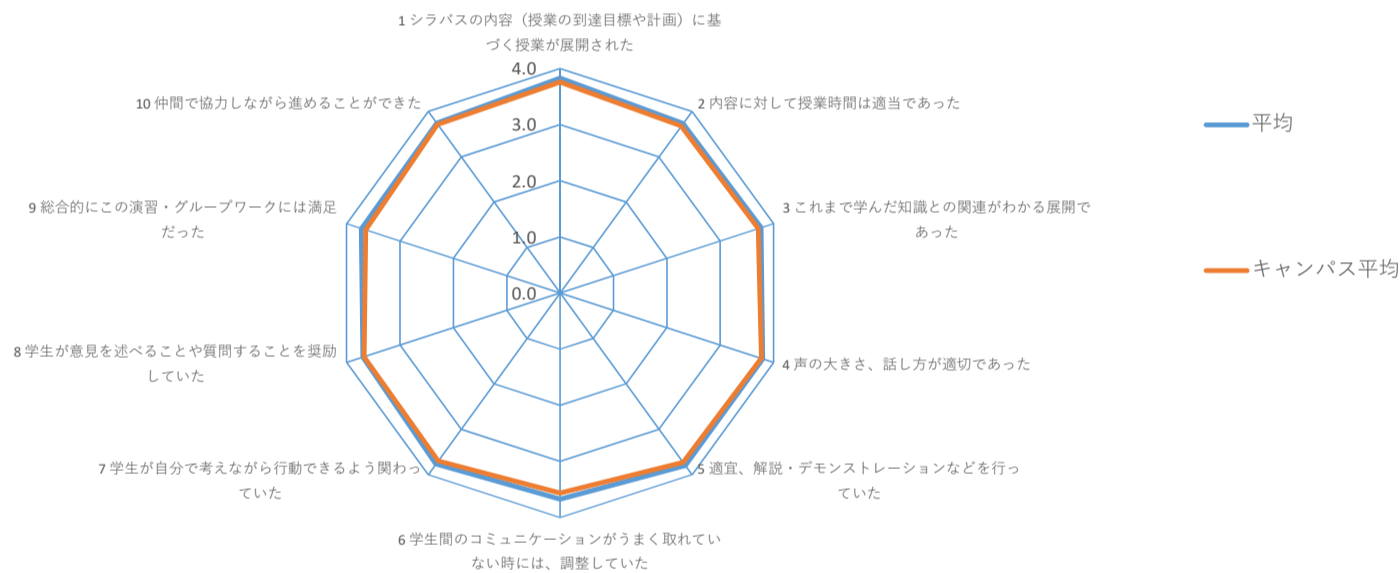 1 シラバスの内容（授業の到達目標や計画）に基
づく授業が展開された
4.0
3.0
2.0
1.0
0.0
2 内容に対して授業時間は適当であった
3 これまで学んだ知識との関連がわかる展開で
あった
4 声の大きさ、話し方が適切であった
5 適宜、解説・デモンストレーションなどを行っ
ていた
6 学生間のコミュニケーションがうまく取れてい
ない時には、調整していた
7 学生が自分で考えながら行動できるよう関わっ
ていた
8 学生が意見を述べることや質問することを奨励
していた
9 総合的にこの演習・グループワークには満足
だった
10 仲間で協力しながら進めることができた
平均
キャンパス平均